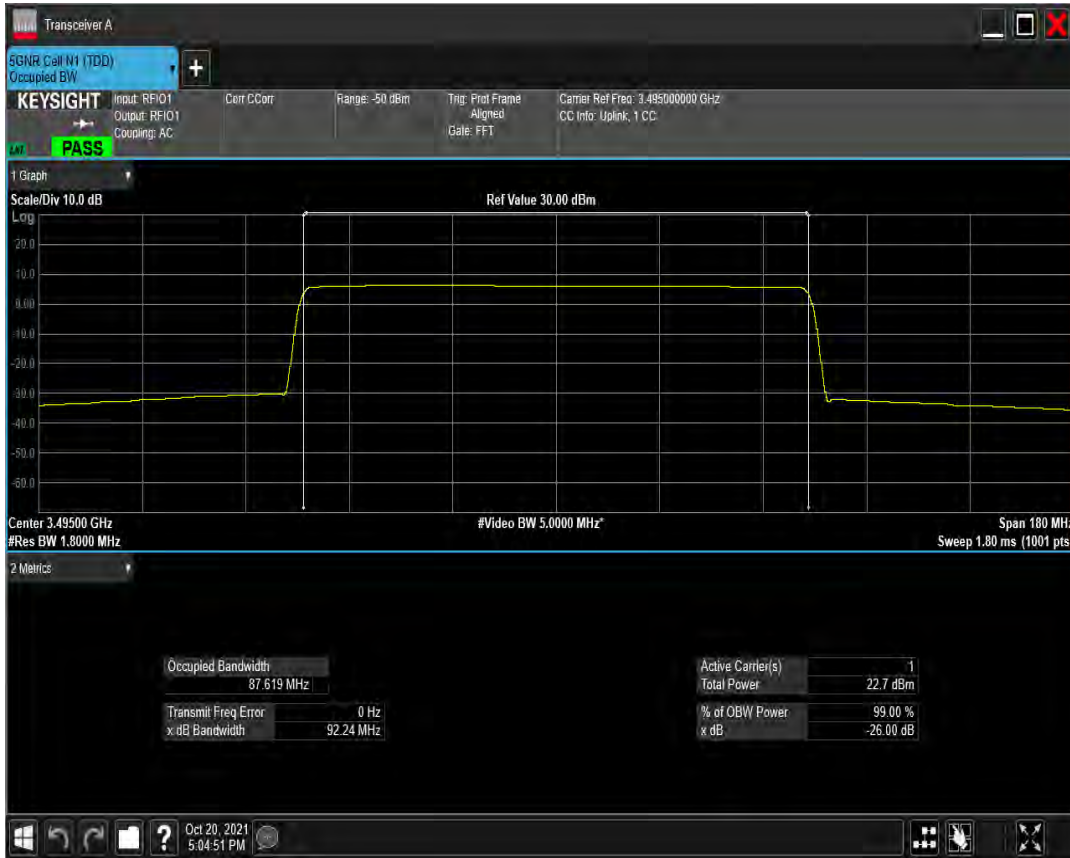 Transceiver A
5GNR Cell N1 (TDD)
Occupied BW
+
KEYSIGHT
PASS
Input: RFIO1
Output: RFIO1
Coupling: AC
Corr CCorr
Range: -50 dBm
Trig: Prot Frame
Aligned
Gate: FFT
Carrier Ref Freq: 3.495000000 GHz
CC Info: Uplink, 1 CC
1 Graph
Scale/Div 10.0 dB
Ref Value 30.00 dBm
Log
20.0
10.0
0.00
-10.0
-20.0
-30.0
-40.0
-50.0
-60.0
Center 3.49500 GHz
#Video BW 5.0000 MHz*
Span 180 MHz
#Res BW 1.8000 MHz
Sweep 1.80 ms (1001 pts
2 Metrics
Occupied Bandwidth
87.619 MHz
Transmit Freq Error 0 Hz
x dB Bandwidth 92.24 MHz
Active Carrier(s) 1
Total Power 22.7 dBm
% of OBW Power 99.00 %
x dB -26.00 dB
?
Oct 20, 2021
5:04:51 PM